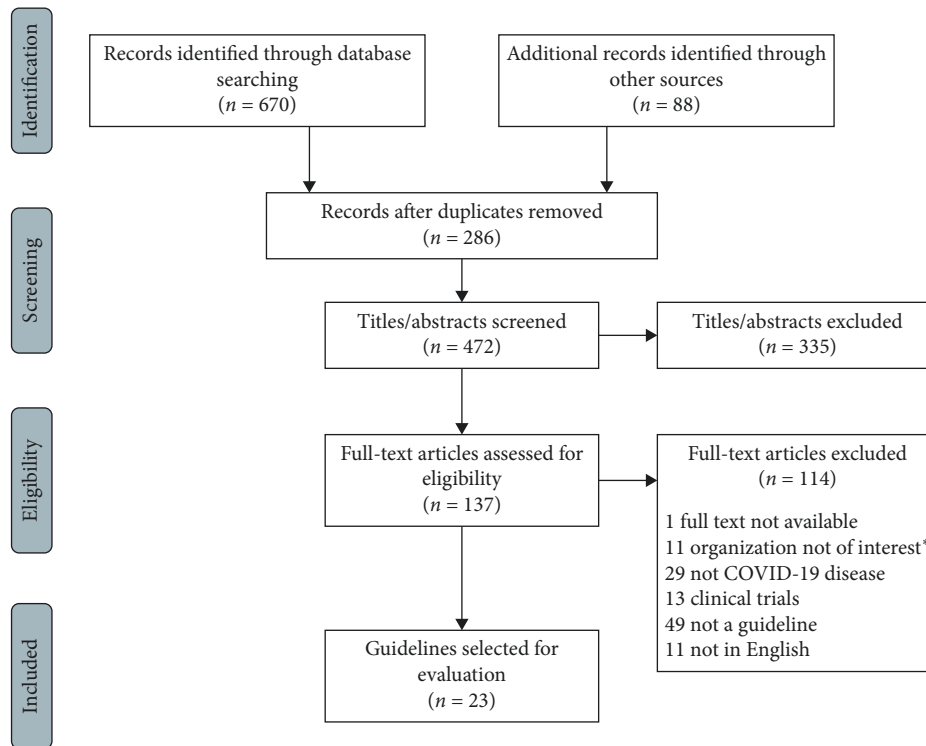 Identification
Records identified through database
searching
(n = 670)
Additional records identified through
other sources
(n = 88)
Screening
Records after duplicates removed
(n = 286)
Titles/abstracts screened
(n = 472)
Titles/abstracts excluded
(n = 335)
Eligibility
Full-text articles assessed for
eligibility
(n = 137)
Full-text articles excluded
(n = 114)
1 full text not available
11 organization not of interest*
29 not COVID-19 disease
13 clinical trials
49 not a guideline
11 not in English
Included
Guidelines selected for
evaluation
(n = 23)